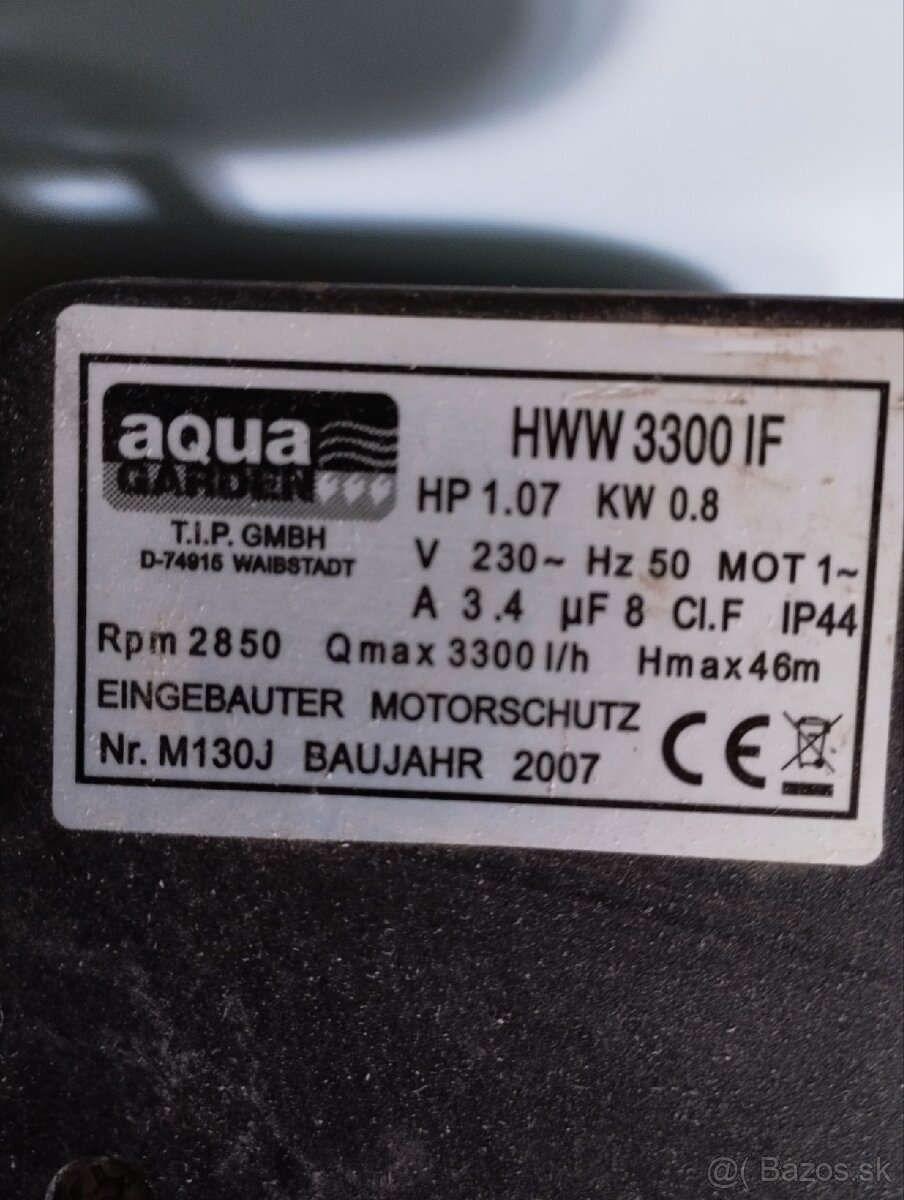 aqua
GARDEN
T.I.P. GMBH
D-74915 WAIBSTADT
HWW 3300 IF
HP 1.07 KW 0.8
V 230~ Hz 50 MOT 1~
A 3.4 µF 8 Cl.F IP44
Rpm 2850 Qmax 3300 l/h Hmax 46m
EINGEBAUTER MOTORSCHUTZ
Nr. M130J BAUJAHR 2007 CE
@( Bazos.sk